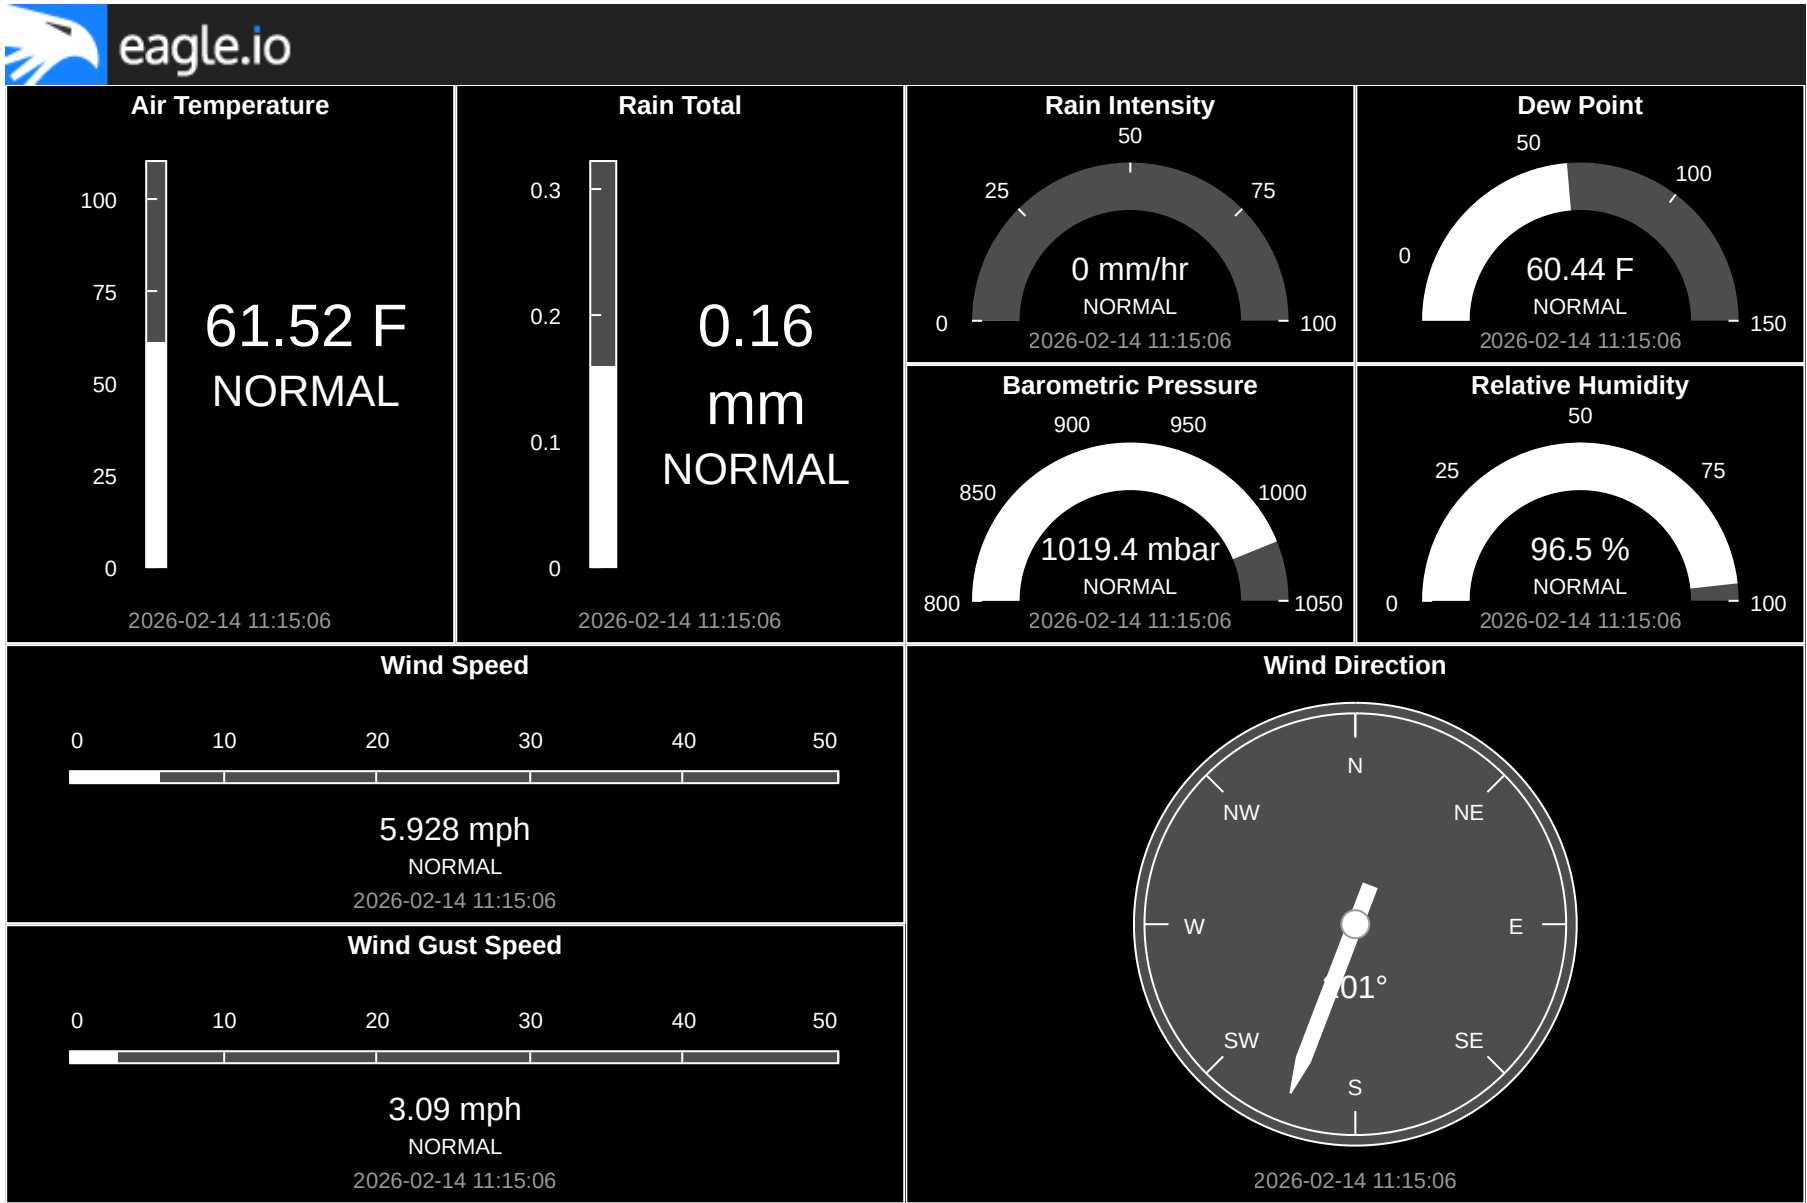 eagle.io
Air Temperature
100
75
50
25
0
61.52 F
NORMAL
2026-02-14 11:15:06
Rain Total
0.3
0.2
0.1
0
0.16
mm
NORMAL
2026-02-14 11:15:06
Rain Intensity
0
25
50
75
100
0 mm/hr
NORMAL
2026-02-14 11:15:06
Dew Point
0
50
100
150
60.44 F
NORMAL
2026-02-14 11:15:06
Barometric Pressure
800
850
900
950
1000
1050
1019.4 mbar
NORMAL
2026-02-14 11:15:06
Relative Humidity
0
25
50
75
100
96.5 %
NORMAL
2026-02-14 11:15:06
Wind Speed
0 10 20 30 40 50
5.928 mph
NORMAL
2026-02-14 11:15:06
Wind Gust Speed
0 10 20 30 40 50
3.09 mph
NORMAL
2026-02-14 11:15:06
Wind Direction
N
NW NE
W E
SW SE
S
2026-02-14 11:15:06